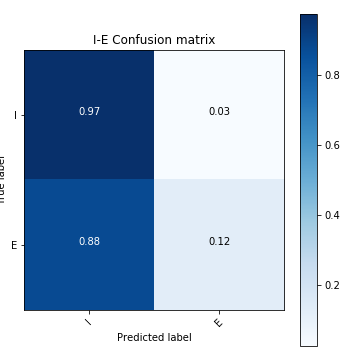 I-E Confusion matrix
I
0.97
0.03
E
0.88
0.12
I
E
Predicted label
label
0.8
0.6
0.4
0.2